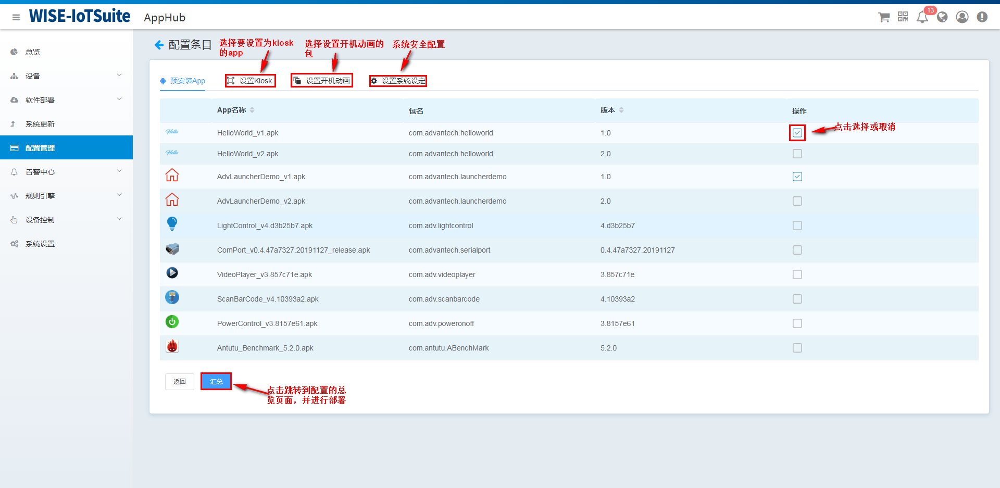 WISE-IoTSuite AppHub
13
总览
设备
软件部署
系统更新
配置管理
告警中心
规则引擎
设备控制
系统设置
配置条目
选择要设置为kiosk
的app
选择设置开机动画的
包
系统安全配置
预安装App 设置Kiosk 设置开机动画 设置系统设定
App名称 包名 版本 操作
Hello HelloWorld_v1.apk com.advantech.helloworld 1.0
点击选择或取消
Hello HelloWorld_v2.apk com.advantech.helloworld 2.0
AdvLauncherDemo_v1.apk com.advantech.launcherdemo 1.0
AdvLauncherDemo_v2.apk com.advantech.launcherdemo 2.0
LightControl_v4.d3b25b7.apk com.adv.lightcontrol 4.d3b25b7
ComPort_v0.4.47a7327.20191127_release.apk com.advantech.serialport 0.4.47a7327.20191127
VideoPlayer_v3.857c71e.apk com.adv.videoplayer 3.857c71e
ScanBarCode_v4.10393a2.apk com.adv.scanbarcode 4.10393a2
PowerControl_v3.8157e61.apk com.adv.poweronoff 3.8157e61
Antutu_Benchmark_5.2.0.apk com.antutu.ABenchMark 5.2.0
返回 汇总
点击跳转到配置的总
览页面，并进行部署